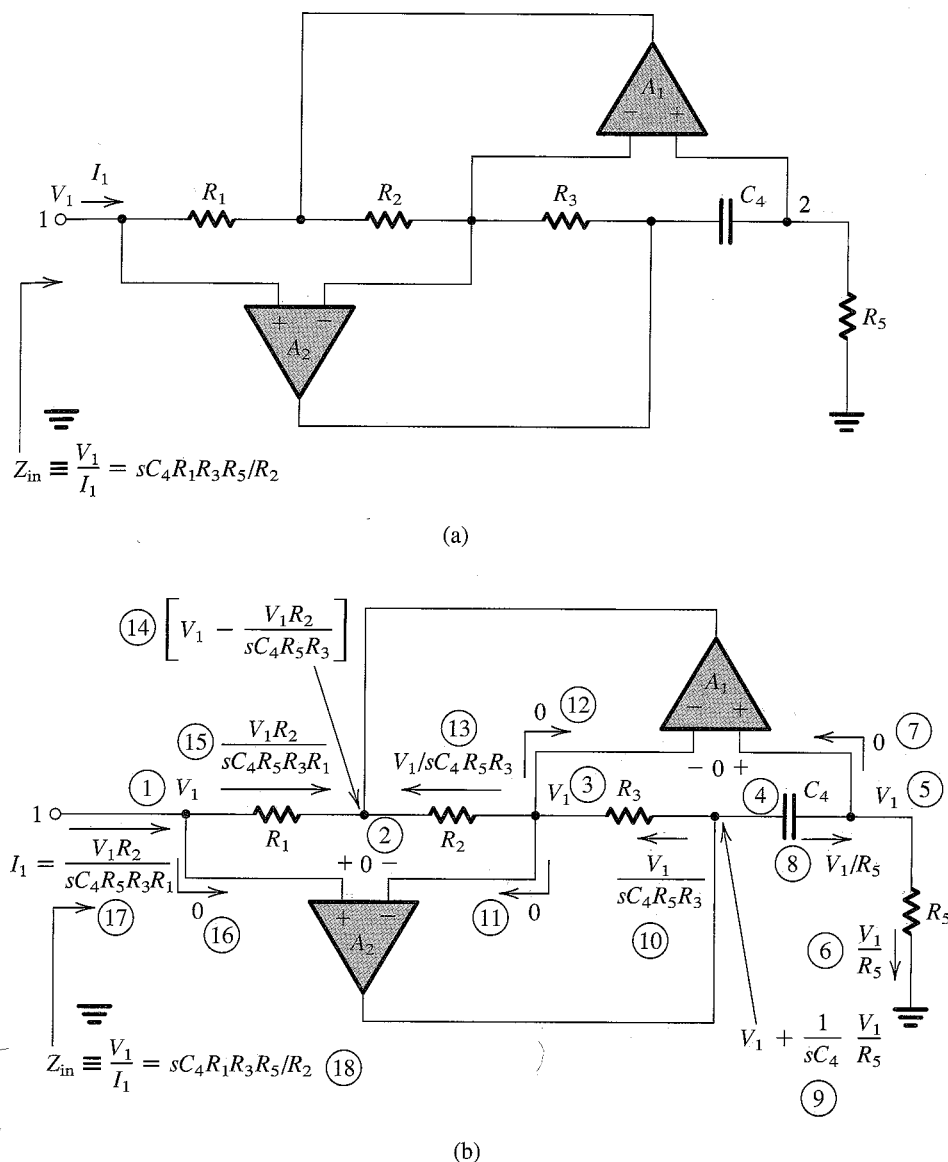 A₁
− +
I₁
V₁
1
R₁
R₂
R₃
C₄
2
R₅
+ −
A₂
Z_in ≡ V₁/I₁ = sC₄R₁R₃R₅/R₂
(a)
⑭ [V₁ − V₁R₂/sC₄R₅R₃]
A₁
− +
0 ⑫
⑮ V₁R₂/sC₄R₅R₃R₁
⑬
V₁/sC₄R₅R₃
0 ⑦
− 0 +
① V₁
V₁ ③
R₃
④
C₄
V₁ ⑤
1
R₁
②
R₂
+ 0 −
I₁ = V₁R₂/sC₄R₅R₃R₁
⑰
0
⑯
⑪
0
V₁/sC₄R₅R₃
⑩
⑧
V₁/R₅
R₅
+ −
A₂
⑥ V₁/R₅
V₁ + 1/sC₄ V₁/R₅
⑨
Z_in ≡ V₁/I₁ = sC₄R₁R₃R₅/R₂ ⑱
(b)